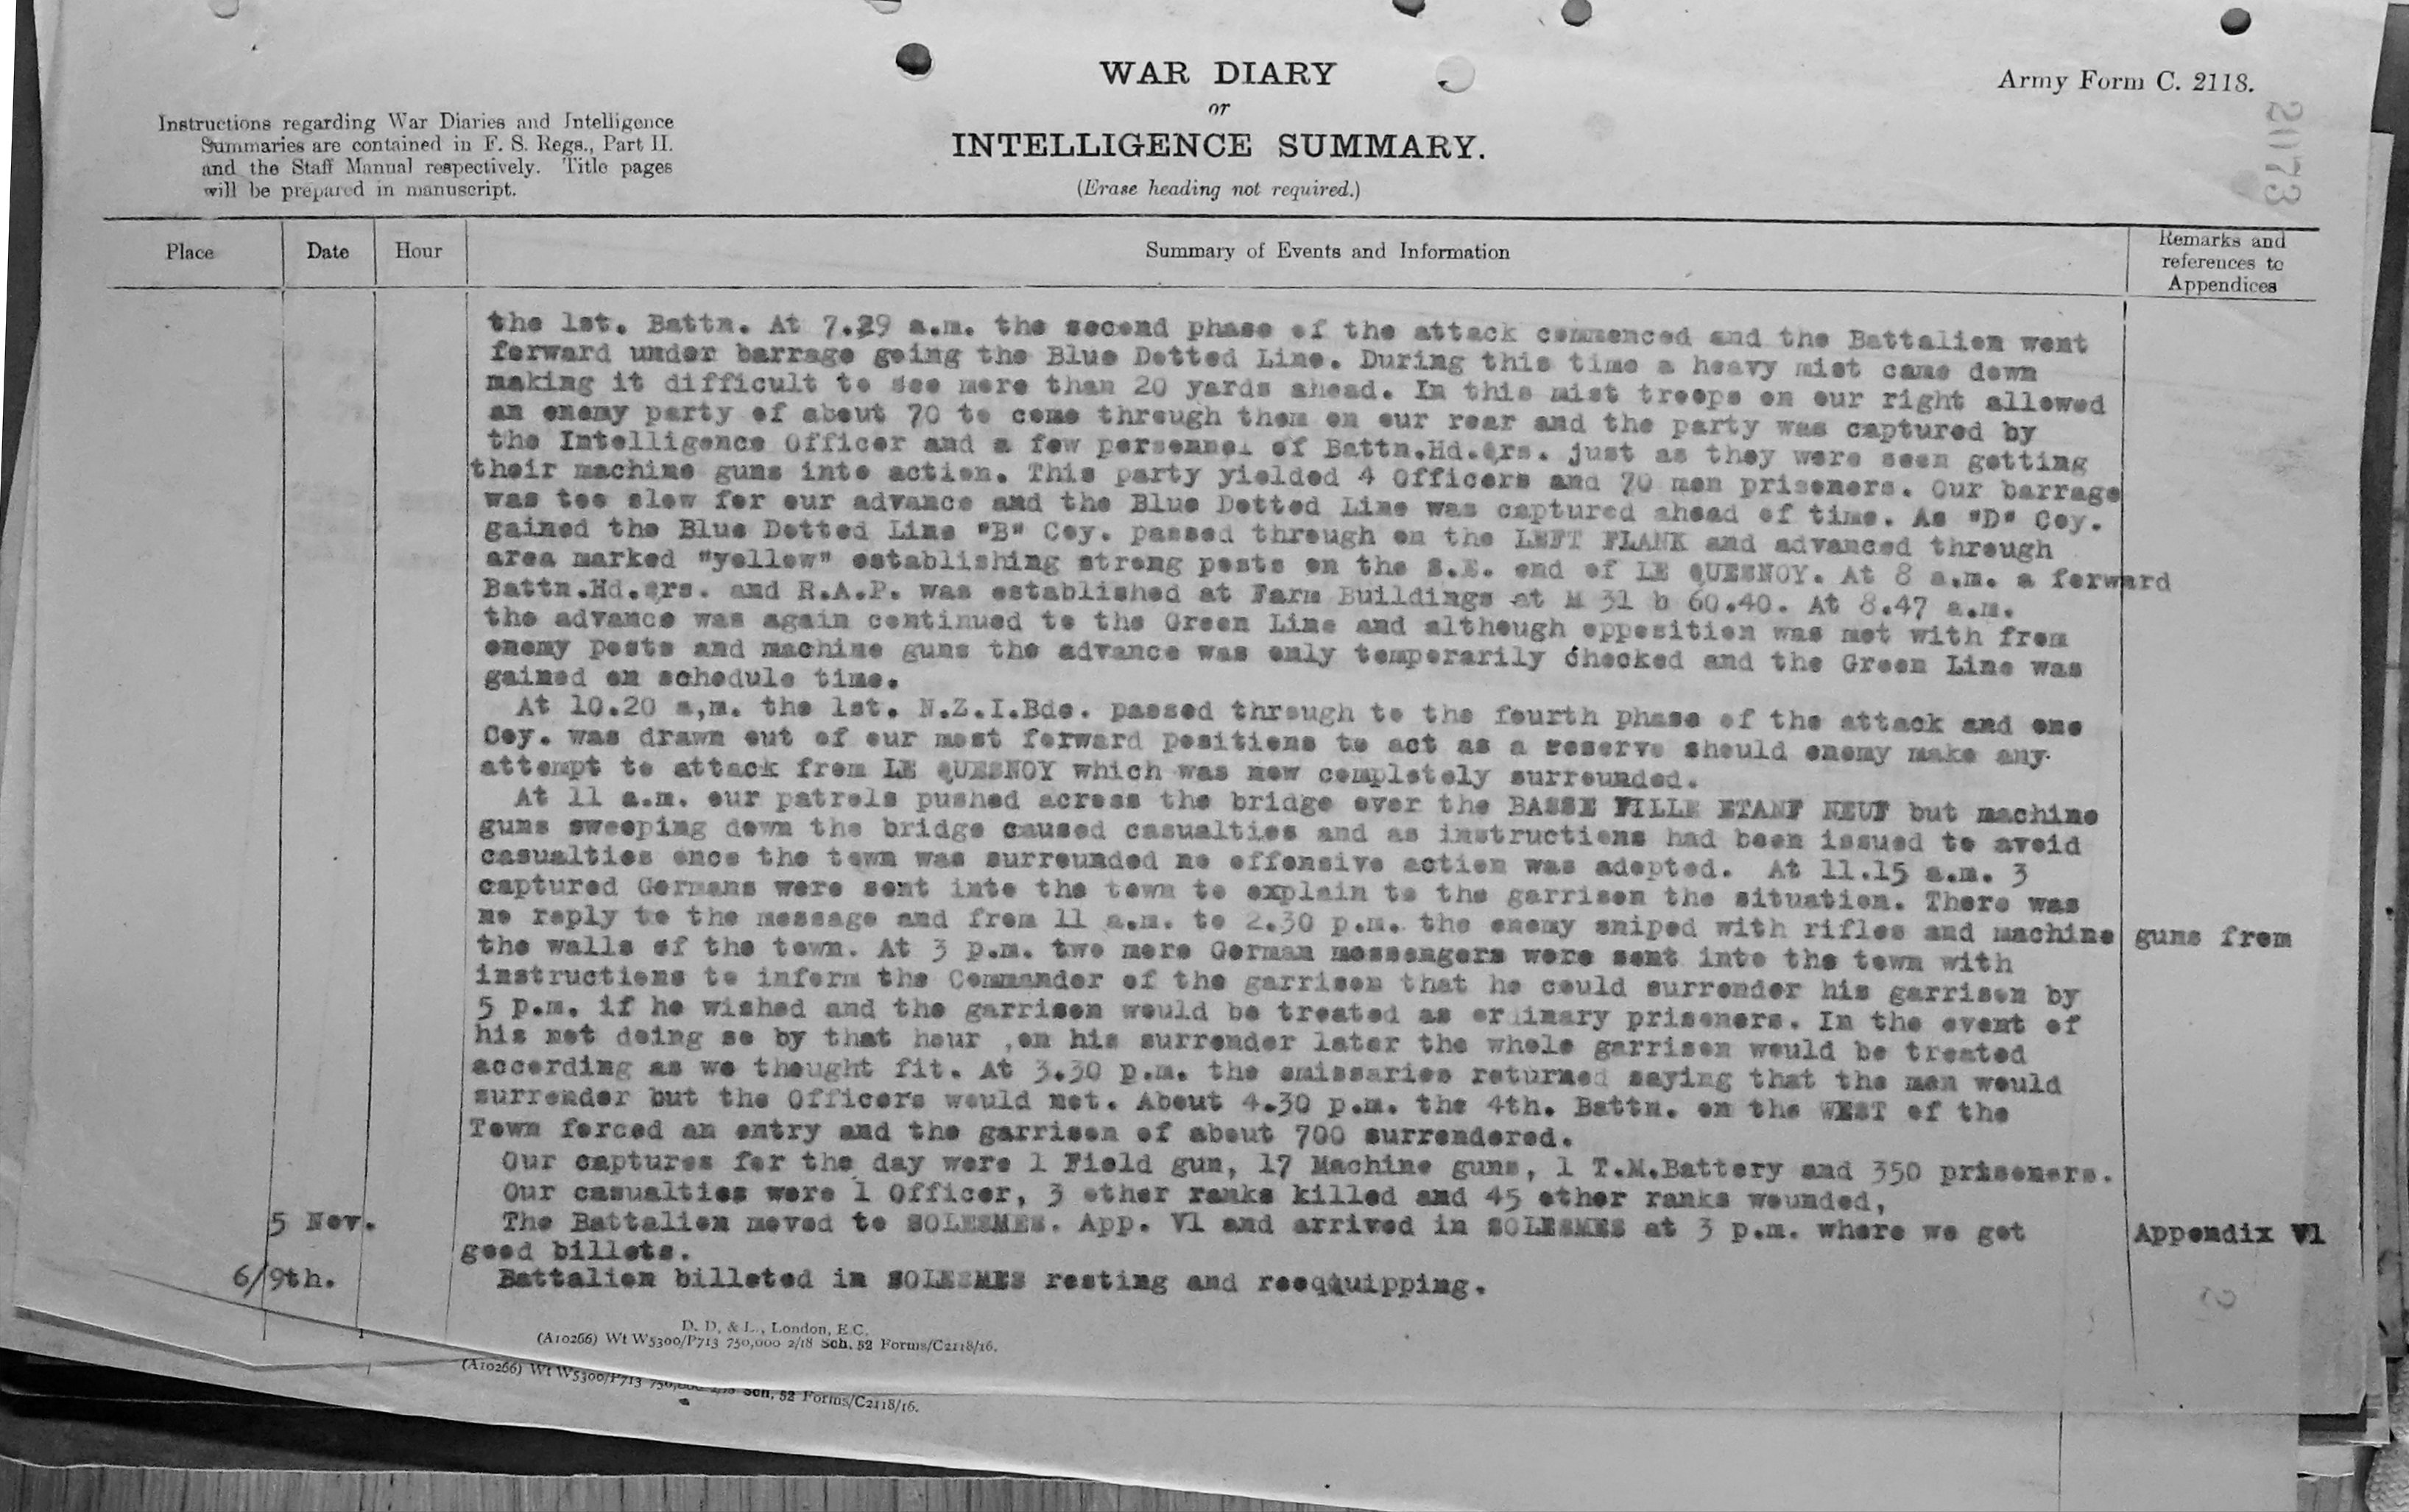 WAR DIARY
or
INTELLIGENCE SUMMARY.
(Erase heading not required.)
Army Form C. 2118.
Instructions regarding War Diaries and Intelligence
Summaries are contained in F. S. Regs., Part II.
and the Staff Manual respectively. Title pages
will be prepared in manuscript.
Place
Date
Hour
Summary of Events and Information
Remarks and
references to
Appendices
the 1st. Battn. At 7.29 a.m. the second phase of the attack commenced and the Battalion went
forward under barrage going the Blue Dotted Line. During this time a heavy mist came down
making it difficult to see more than 20 yards ahead. In this mist troops on our right allowed
an enemy party of about 70 to come through them on our rear and the party was captured by
the Intelligence Officer and a few personnel of Battn.Hd.qrs. just as they were seen getting
their machine guns into action. This party yielded 4 Officers and 70 men prisoners. Our barrage
was too slow for our advance and the Blue Dotted Line was captured ahead of time. As "D" Coy.
gained the Blue Dotted Line "B" Coy. passed through on the LEFT FLANK and advanced through
area marked "yellow" establishing strong posts on the S.E. end of LE QUESNOY. At 8 a.m. a forward
Battn.Hd.qrs. and R.A.P. was established at Farm Buildings at M 31 b 60.40. At 8.47 a.m.
the advance was again continued to the Green Line and although opposition was met with from
enemy posts and machine guns the advance was only temporarily checked and the Green Line was
gained on schedule time.
At 10.20 a,m. the 1st. N.Z.I.Bde. passed through to the fourth phase of the attack and one
Coy. was drawn out of our most forward positions to act as a reserve should enemy make any
attempt to attack from LE QUESNOY which was now completely surrounded.
At 11 a.m. our patrols pushed across the bridge over the BASSE FILLE ETANF NEUF but machine
guns sweeping down the bridge caused casualties and as instructions had been issued to avoid
casualties once the town was surrounded no offensive action was adopted. At 11.15 a.m. 3
captured Germans were sent into the town to explain to the garrison the situation. There was
no reply to the message and from 11 a.m. to 2.30 p.m. the enemy sniped with rifles and machine guns from
the walls of the town. At 3 p.m. two more German messengers were sent into the town with
instructions to inform the Commander of the garrison that he could surrender his garrison by
5 p.m. if he wished and the garrison would be treated as ordinary prisoners. In the event of
his not doing so by that hour ,on his surrender later the whole garrison would be treated
according as we thought fit. At 3.30 p.m. the emissaries returned saying that the men would
surrender but the Officers would not. About 4.30 p.m. the 4th. Battn. on the WEST of the
Town forced an entry and the garrison of about 700 surrendered.
Our captures for the day were 1 Field gun, 17 Machine guns, 1 T.M.Battery and 350 prisoners.
Our casualties were 1 Officer, 3 other ranks killed and 45 other ranks wounded,
5 Nov. The Battalion moved to SOLESMES. App. V1 and arrived in SOLESMES at 3 p.m. where we got Appendix V1
good billets.
6/9th. Battalion billeted in SOLESMES resting and reeqquipping.
D. D. & L., London, E.C.
(A10266) Wt W5300/P713 750,000 2/18 Sch. 52 Forms/C2118/16.
(A10266) Wt W5300/P713 Sch. 52 Forms/C2118/16.